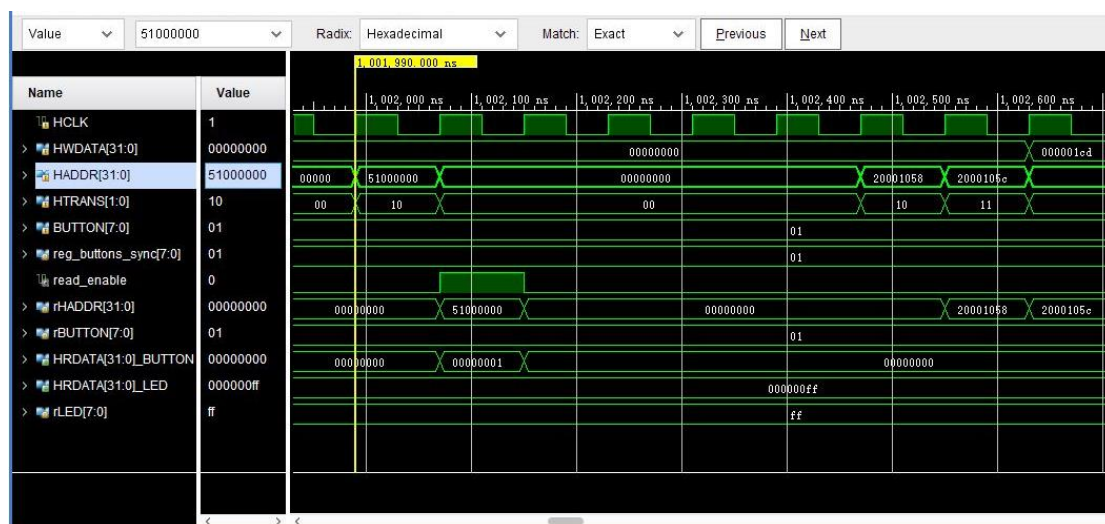 Value 51000000 Radix: Hexadecimal Match: Exact Previous Next
1,001,990.000 ns
Name Value 1,002,000 ns 1,002,100 ns 1,002,200 ns 1,002,300 ns 1,002,400 ns 1,002,500 ns 1,002,600 ns
HCLK 1
HWDATA[31:0] 00000000 00000000 000001cd
HADDR[31:0] 51000000 00000 51000000 00000000 20001058 2000105c
HTRANS[1:0] 10 00 10 00 10 11
BUTTON[7:0] 01 01
reg_buttons_sync[7:0] 01 01
read_enable 0
rHADDR[31:0] 00000000 00000000 51000000 00000000 20001058 2000105c
rBUTTON[7:0] 01 01
HRDATA[31:0]_BUTTON 00000000 00000000 00000001 00000000
HRDATA[31:0]_LED 000000ff 000000ff
rLED[7:0] ff ff